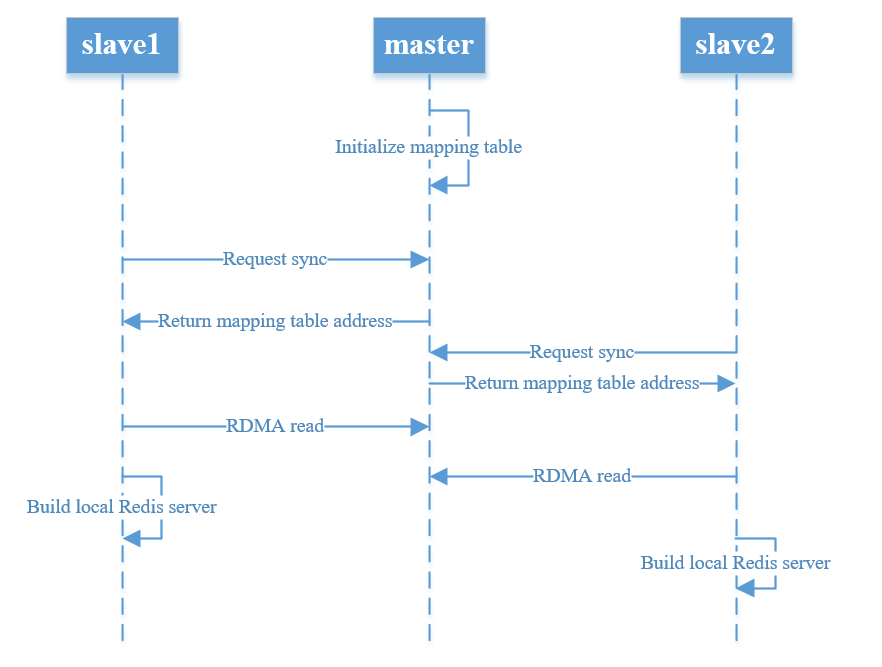 slave1
master
slave2
Initialize mapping table
Request sync
Return mapping table address
Request sync
Return mapping table address
RDMA read
RDMA read
Build local Redis server
Build local Redis server